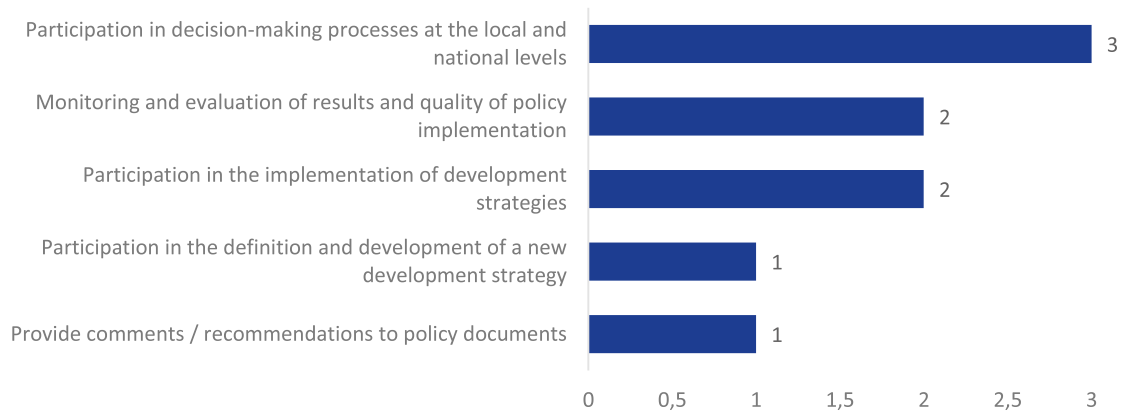 Participation in decision-making processes at the local and
national levels
3
Monitoring and evaluation of results and quality of policy
implementation
2
Participation in the implementation of development
strategies
2
Participation in the definition and development of a new
development strategy
1
Provide comments / recommendations to policy documents
1
0 0,5 1 1,5 2 2,5 3